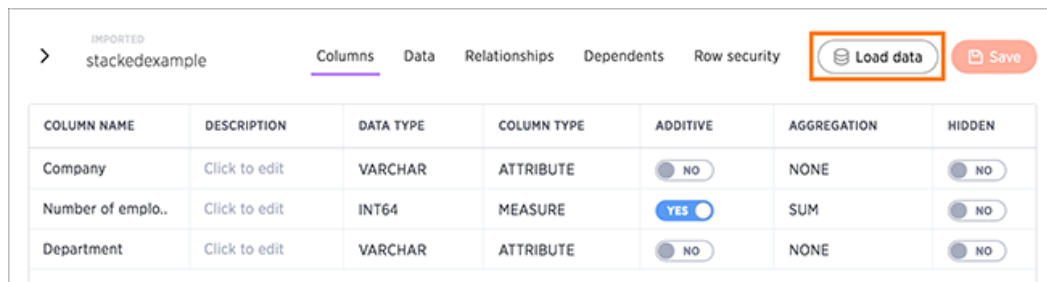 IMPORTED
stackedexample
Columns Data Relationships Dependents Row security Load data Save
COLUMN NAME DESCRIPTION DATA TYPE COLUMN TYPE ADDITIVE AGGREGATION HIDDEN
Company Click to edit VARCHAR ATTRIBUTE NO NONE NO
Number of emplo.. Click to edit INT64 MEASURE YES SUM NO
Department Click to edit VARCHAR ATTRIBUTE NO NONE NO